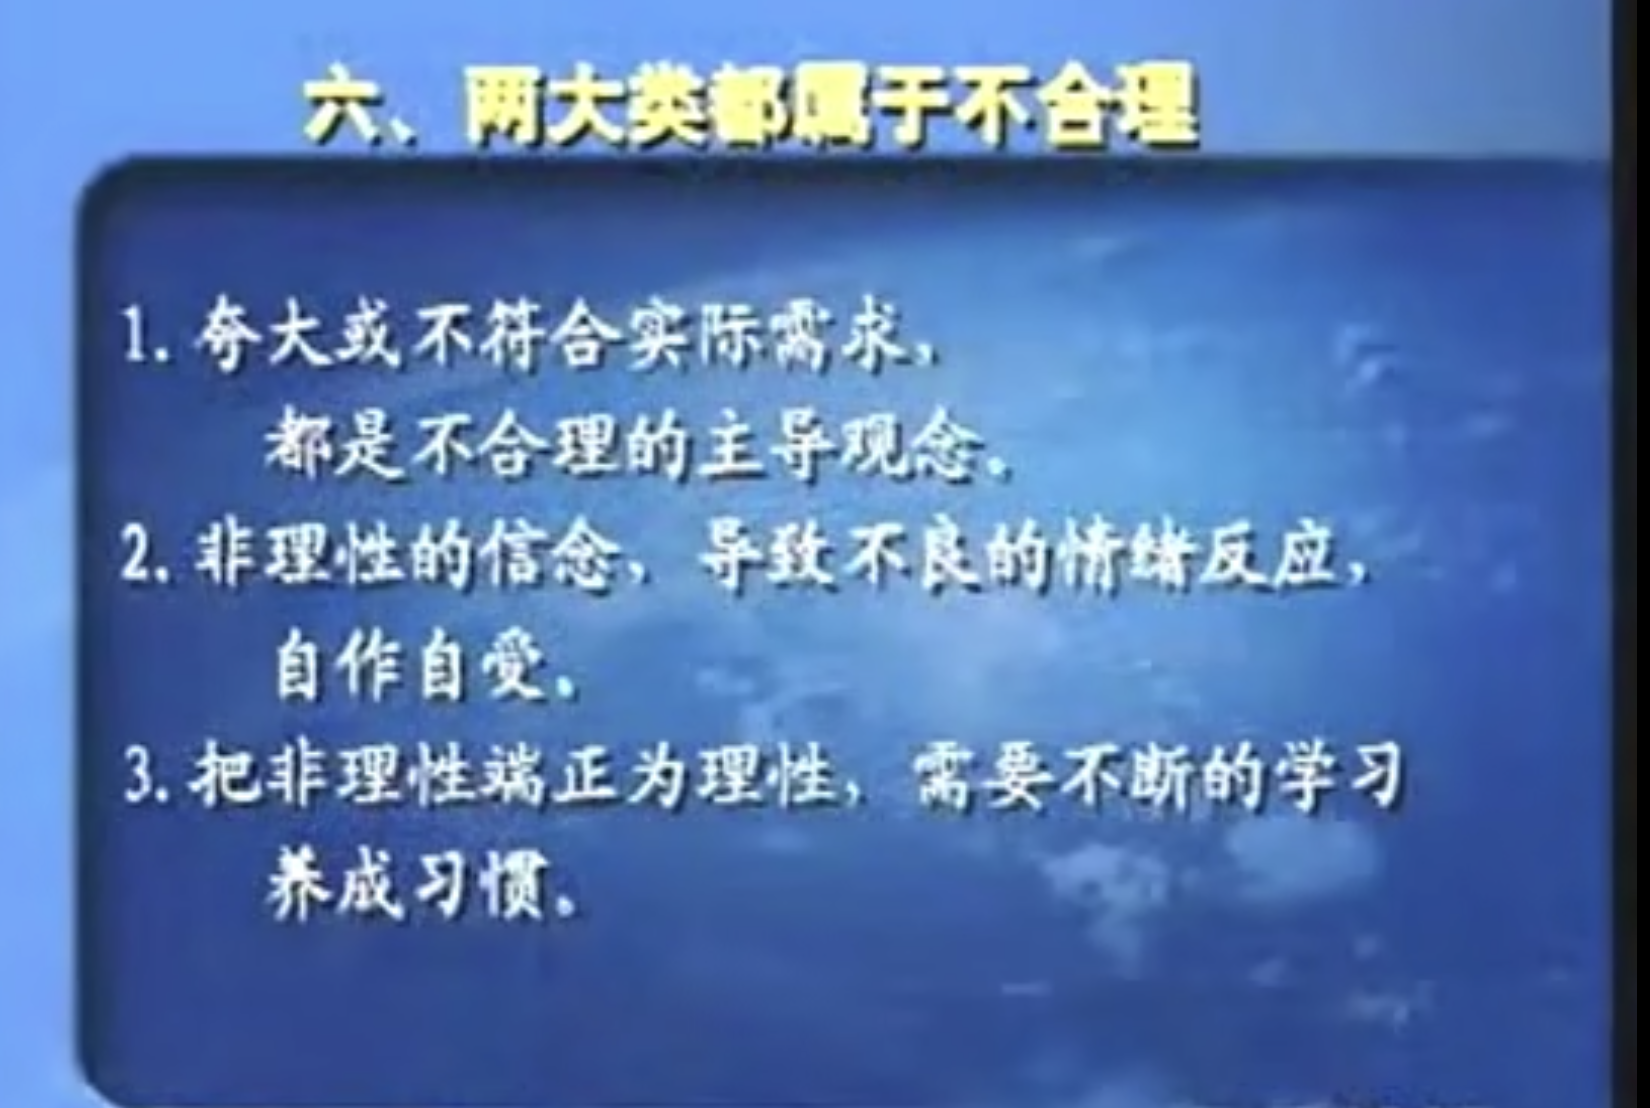 六、两大类都属于不合理
1. 夸大或不符合实际需求，
都是不合理的主导观念。
2. 非理性的信念，导致不良的情绪反应，
自作自受。
3. 把非理性端正为理性，需要不断的学习
养成习惯。